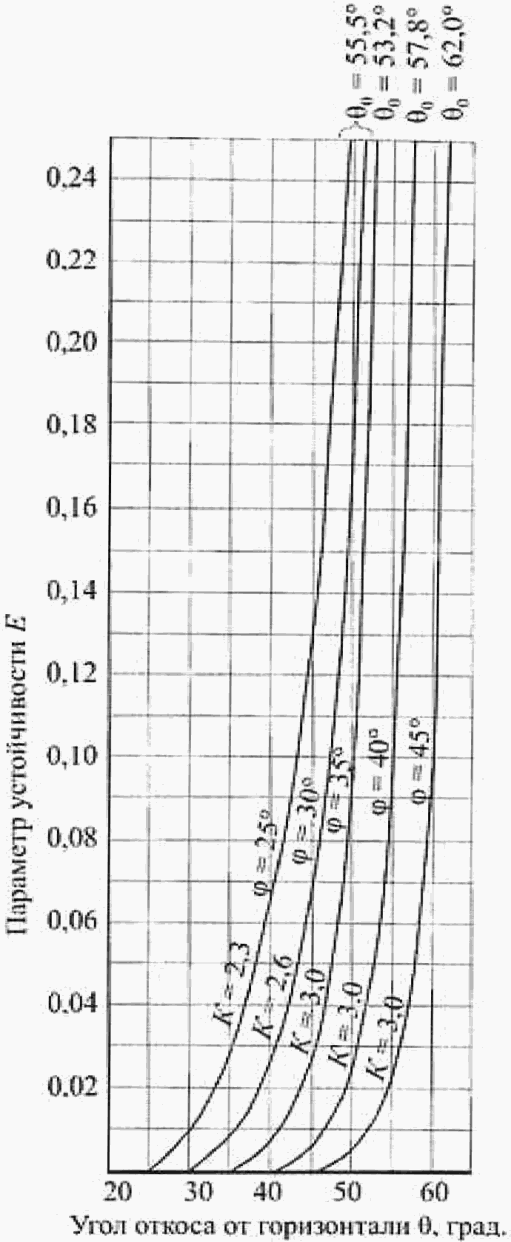 θ₀ = 55,5°
θ₀ = 53,2°
θ₀ = 57,8°
θ₀ = 62,0°
0,24
0,22
0,20
0,18
0,16
0,14
0,12
0,10
0,08
0,06
0,04
0.02
Параметр устойчивости E
φ = 25°
φ = 30°
φ = 35°
φ = 40°
φ = 45°
K = 2,3
K = 2,6
K = 3,0
K = 3,0
K = 3,0
20 30 40 50 60
Угол откоса от горизонтали θ, град.